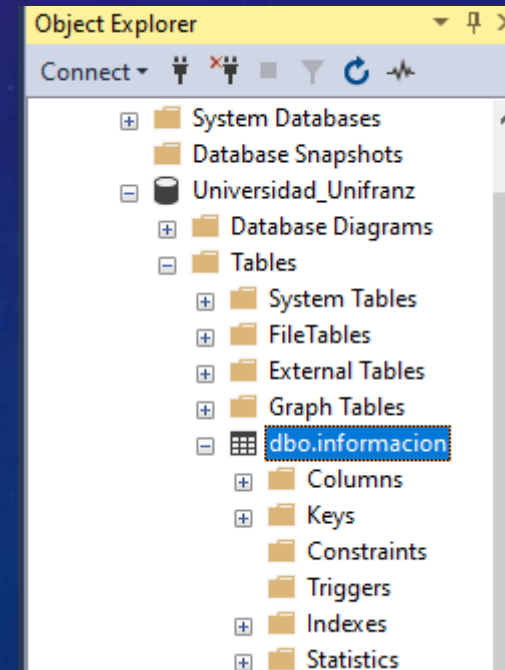 Object Explorer
Connect
System Databases
Database Snapshots
Universidad_Unifranz
Database Diagrams
Tables
System Tables
FileTables
External Tables
Graph Tables
dbo.informacion
Columns
Keys
Constraints
Triggers
Indexes
Statistics